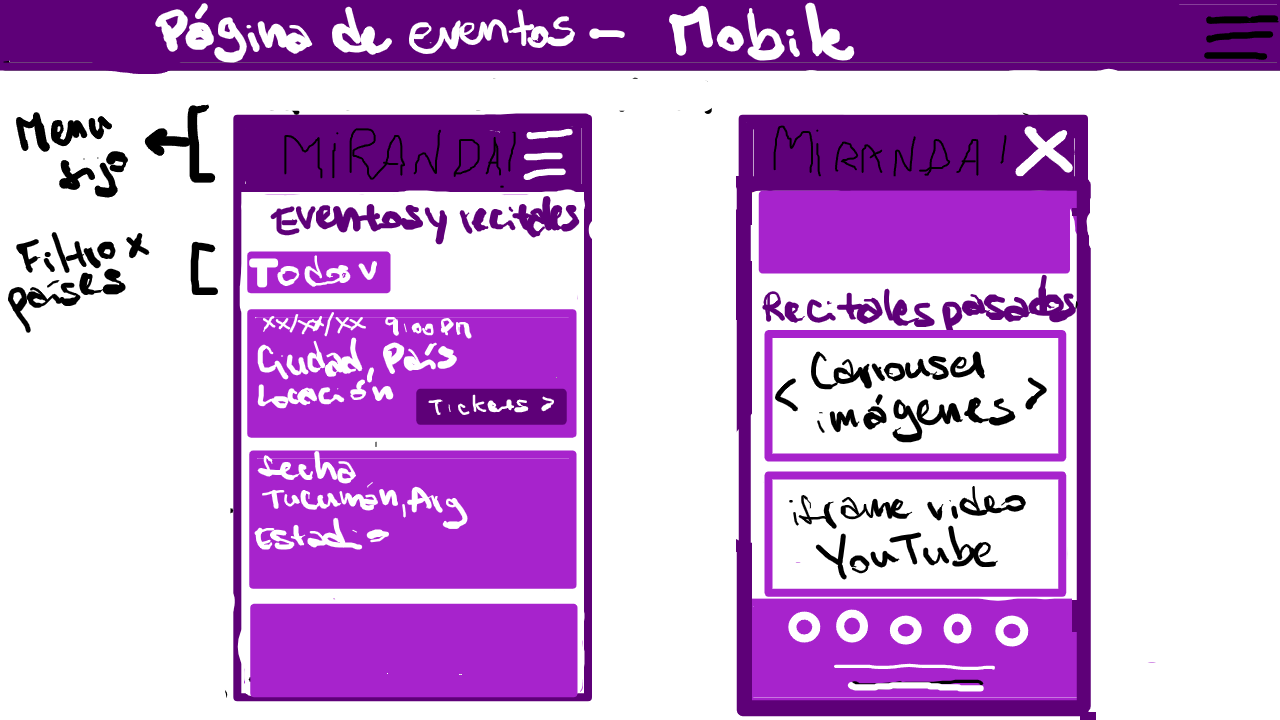 Página de eventos - Mobile
Menu
fijo
Filtro x
países
MiRANDA!
Eventos y recitales
Todos v
xx/xx/xx 9:00 Pm
Ciudad, País
Locación
Tickets >
fecha
Tucumán, Arg
Estadio
MiRANDA!
X
Recitales pasados
< Carrousel >
imágenes
iframe video
YouTube